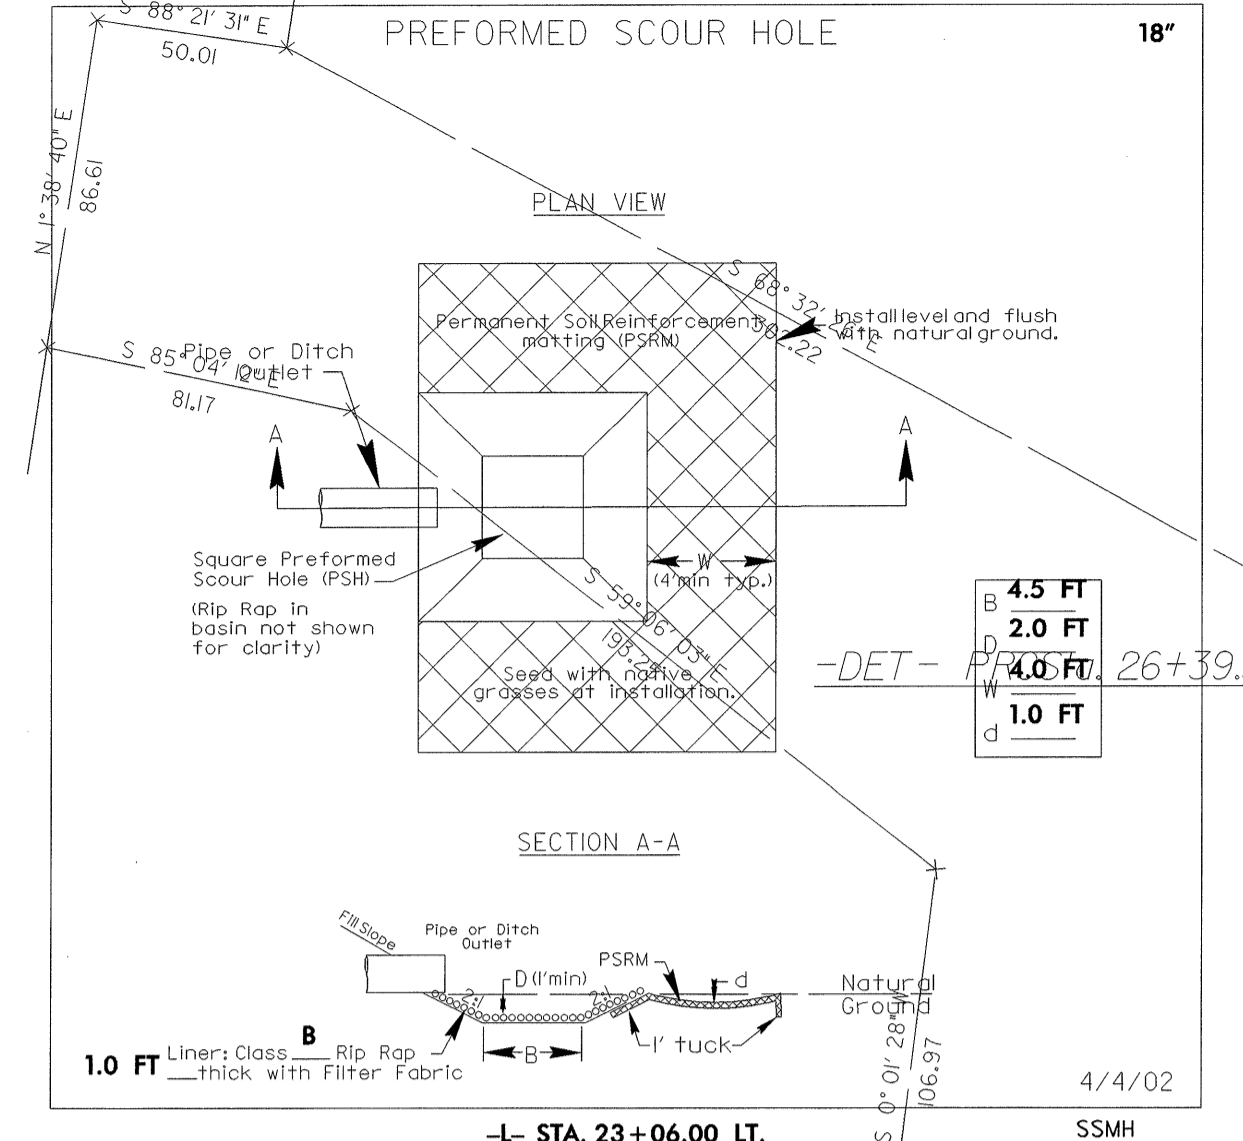 S 88° 21' 31" E
50.01
PREFORMED SCOUR HOLE
18"
N 1° 38' 40" E
86.61
PLAN VIEW
S 68° 32'
E
Permanent Soil Reinforcement
matting (PSRM)
Install level and flush
with natural ground.
S 85° 04' 12" E
81.17
Pipe or Ditch
Outlet
A
A
Square Preformed
Scour Hole (PSH)
(Rip Rap in
basin not shown
for clarity)
W
(4' min typ.)
S 59° 06' 03" E
193.2
Seed with native
grasses at installation.
B 4.5 FT
D 2.0 FT
W 4.0 FT
d 1.0 FT
-DET- 26+39.
SECTION A-A
Fill Slope
Pipe or Ditch
Outlet
D (1' min)
PSRM
d
2:1
2:1
Natural
Ground
B
1' tuck
Liner: Class B Rip Rap
1.0 FT thick with Filter Fabric
S 0° 01' 28" W
106.97
4/4/02
-L- STA. 23+06.00 LT.
SSMH